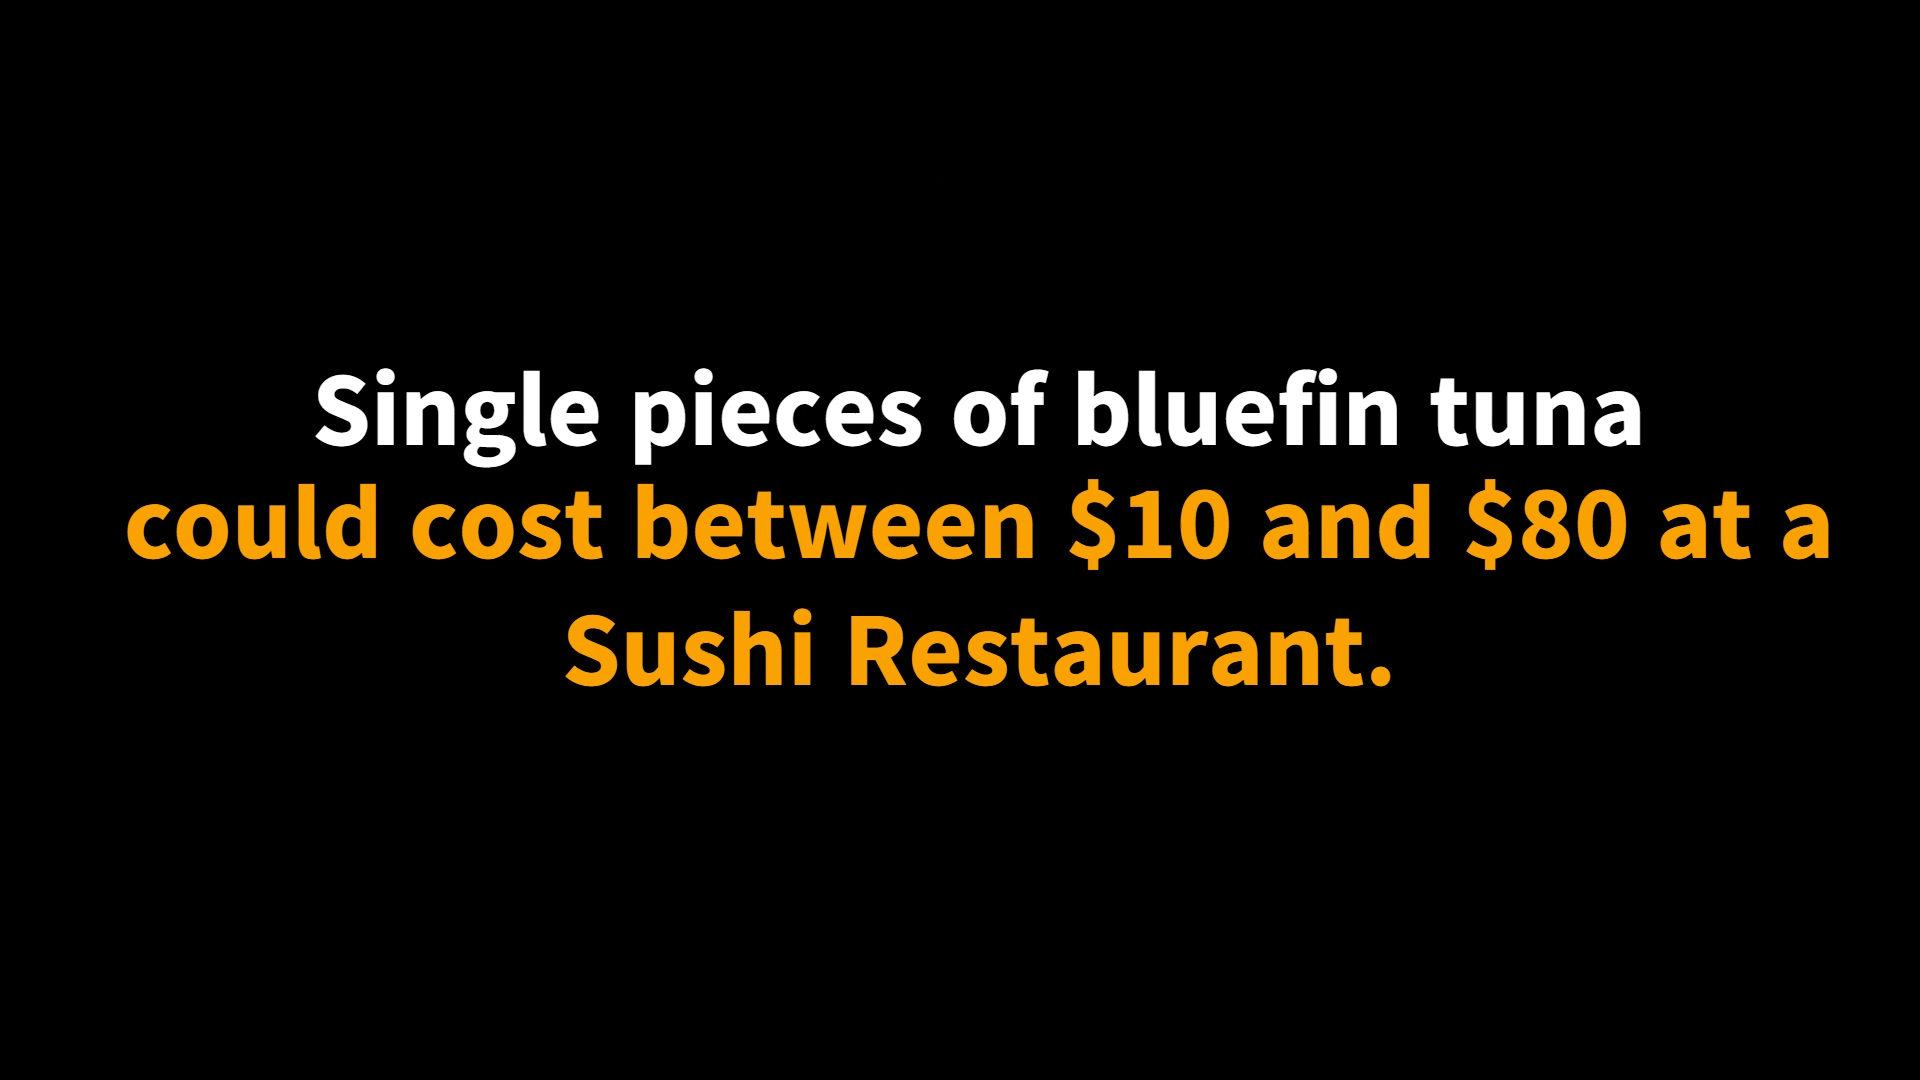 Single pieces of bluefin tuna
could cost between $10 and $80 at a
Sushi Restaurant.